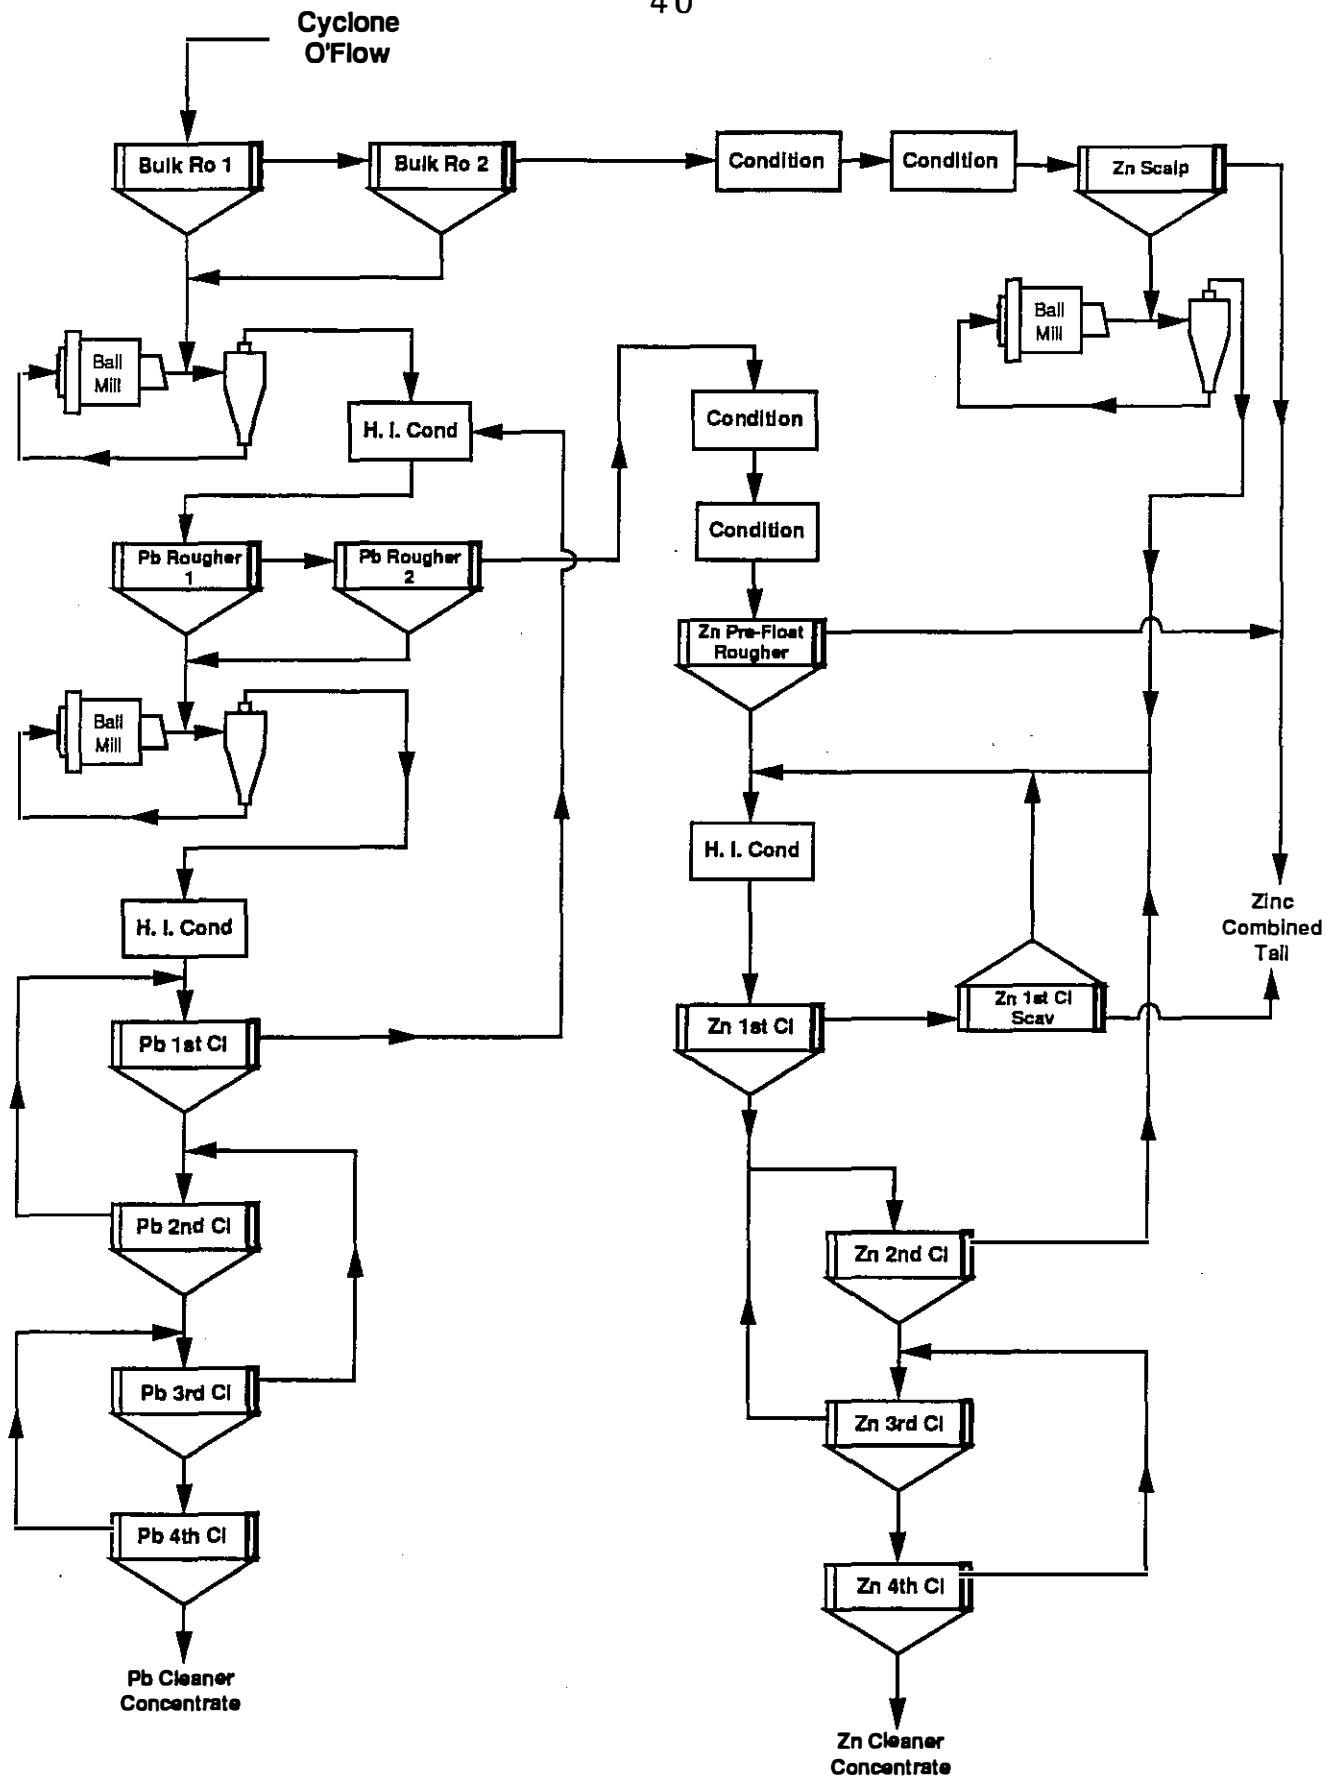 40
Cyclone
O'Flow
Bulk Ro 1
Bulk Ro 2
Condition
Condition
Zn Scalp
Ball
Mill
Ball
Mill
H. I. Cond
Condition
Condition
Pb Rougher
1
Pb Rougher
2
Zn Pre-Float
Rougher
Ball
Mill
H. I. Cond
H. I. Cond
Zinc
Combined
Tail
Pb 1st Cl
Zn 1st Cl
Zn 1st Cl
Scav
Pb 2nd Cl
Zn 2nd Cl
Pb 3rd Cl
Zn 3rd Cl
Pb 4th Cl
Zn 4th Cl
Pb Cleaner
Concentrate
Zn Cleaner
Concentrate